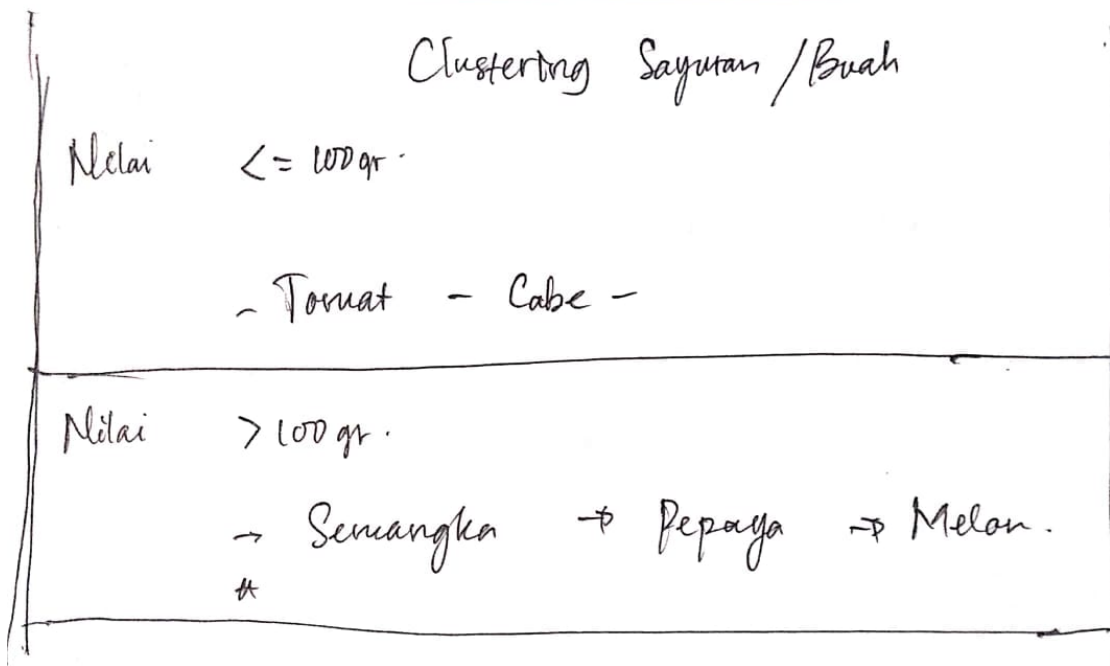 Clustering Sayuran / Buah
Nilai <= 100 gr.
- Tomat - Cabe -
Nilai > 100 gr.
→ Semangka → Pepaya → Melon.